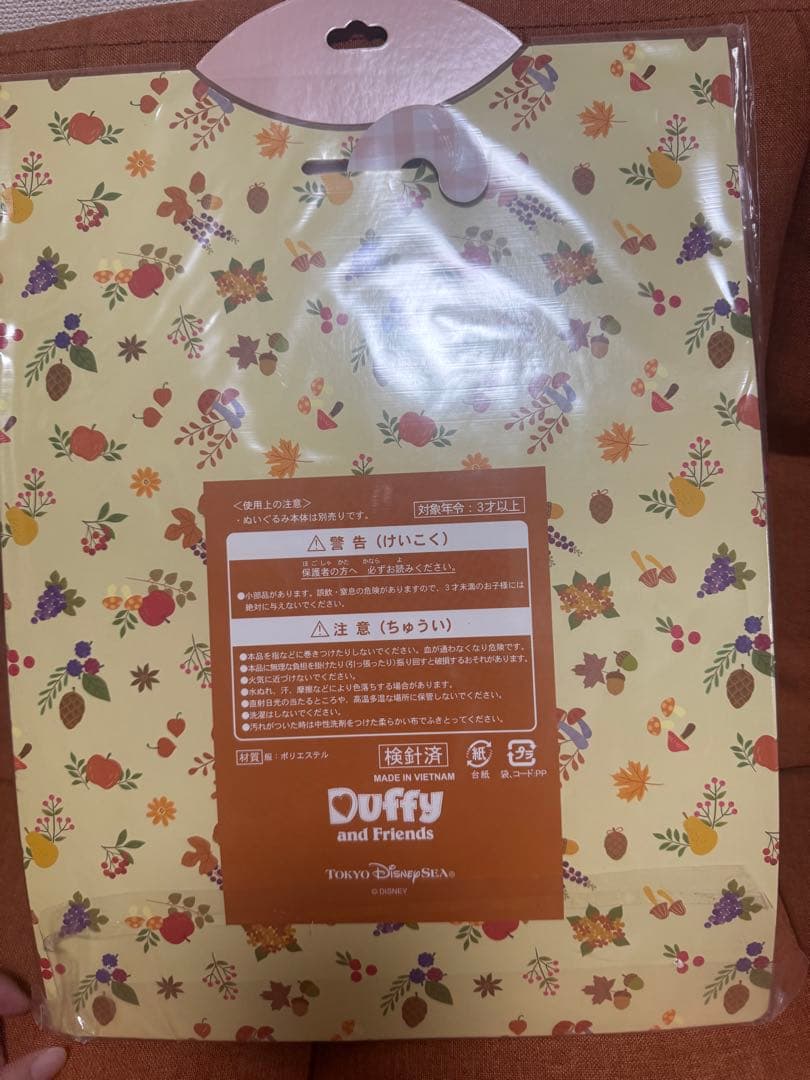 ＜使用上の注意＞
・ぬいぐるみ本体は別売りです。
対象年令：3才以上
⚠警 告（けいこく）
ほごしゃ かた かなら よ
保護者の方へ 必ずお読みください。
●小部品があります。誤飲・窒息の危険がありますので、3才未満のお子様には
絶対に与えないでください。
⚠注 意（ちゅうい）
●本品を指などに巻きつけたりしないでください。血が通わなくなり危険です。
●本品に無理な負担を掛けたり（引っ張ったり）振り回すと破損するおそれがあります。
●火気に近づけないでください。
●水ぬれ、汗、摩擦などにより色落ちする場合があります。
●直射日光の当たるところや、高温多湿な場所に保管しないでください。
●洗濯はしないでください。
●汚れがついた時は中性洗剤をつけた柔らかい布でふきとってください。
材質 服：ポリエステル
検針済
紙
プラ
台紙
袋、コード:PP
MADE IN VIETNAM
Duffy
and Friends
TOKYO DISNEYSEA®
© DISNEY